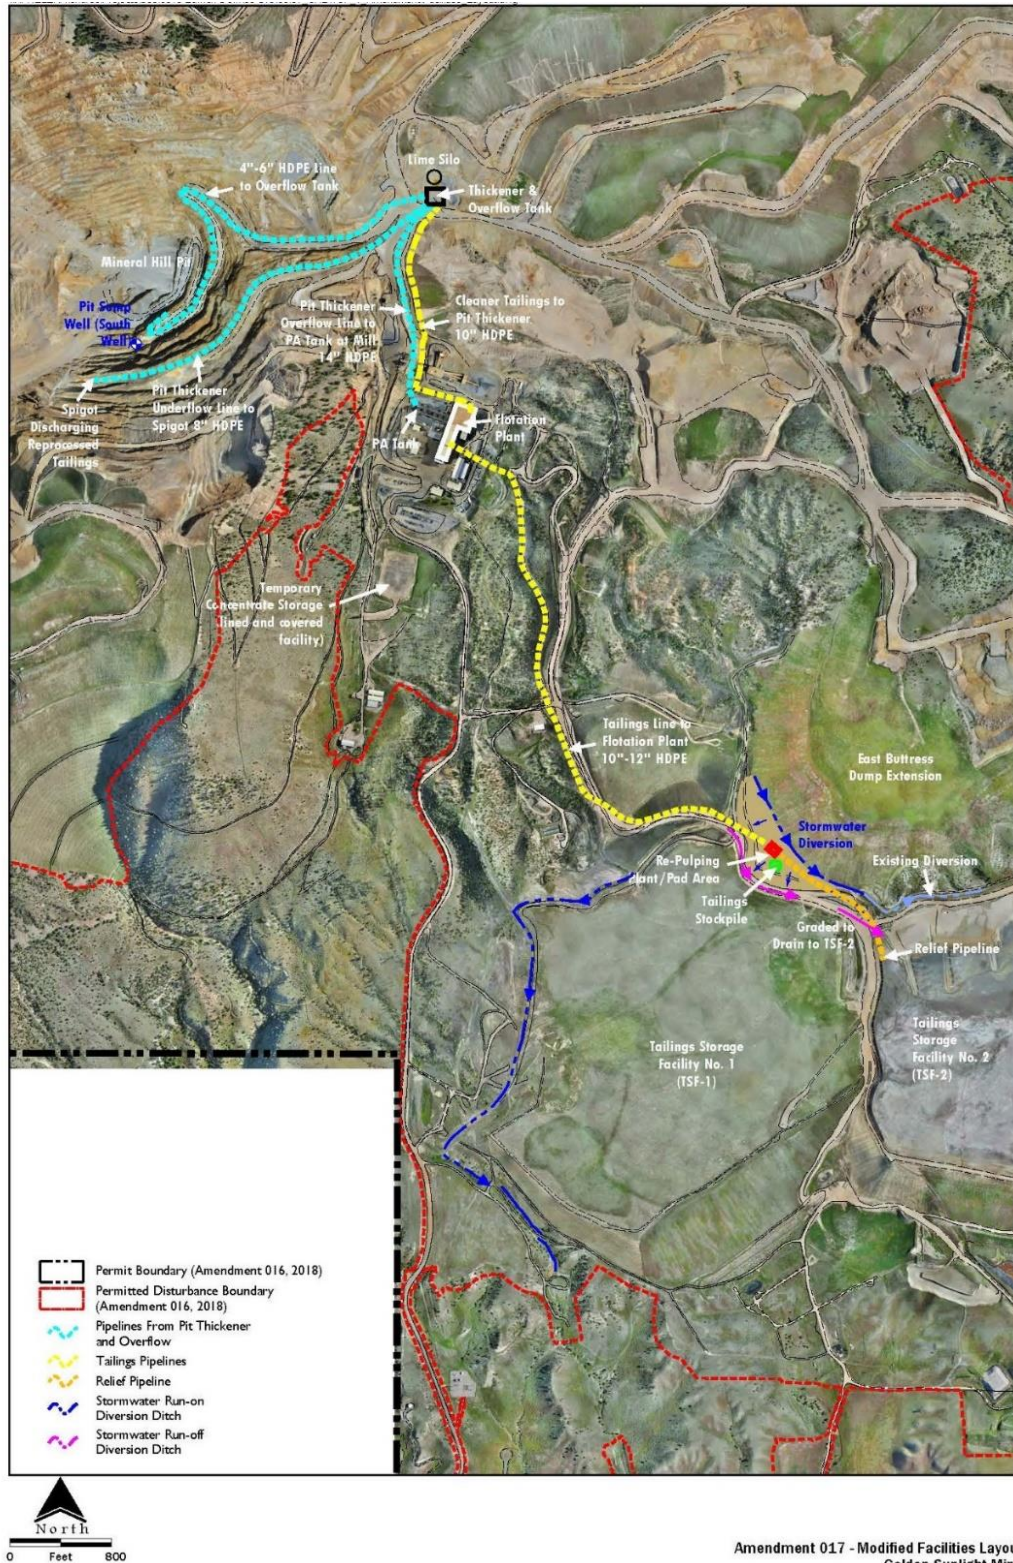 Lime Silo
4"-6" HDPE line
to Overflow Tank
Thickener &
Overflow Tank
Mineral Hill Pit
Pit Sump
Well (South
Well)
Pit Thickener
Overflow Line to
PA Tank at Mill
14" HDPE
Cleaner Tailings to
Pit Thickener
10" HDPE
Spigot
Discharging
Reprocessed
Tailings
Pit Thickener
Underflow Line to
Spigot 8" HDPE
PA Tank
Flotation
Plant
Temporary
Concentrate Storage
lined and covered
facility)
Tailings Line to
Flotation Plant
10"-12" HDPE
East Buttress
Dump Extension
Stormwater
Diversion
Re-Pulping
Plant/Pad Area
Existing Diversion
Tailings
Stockpile
Graded to
Drain to TSF-2
Relief Pipeline
Tailings Storage
Facility No. 1
(TSF-1)
Tailings
Storage
Facility No. 2
(TSF-2)
Permit Boundary (Amendment 016, 2018)
Permitted Disturbance Boundary
(Amendment 016, 2018)
Pipelines From Pit Thickener
and Overflow
Tailings Pipelines
Relief Pipeline
Stormwater Run-on
Diversion Ditch
Stormwater Run-off
Diversion Ditch
North
0 Feet 800
Amendment 017 - Modified Facilities Layou